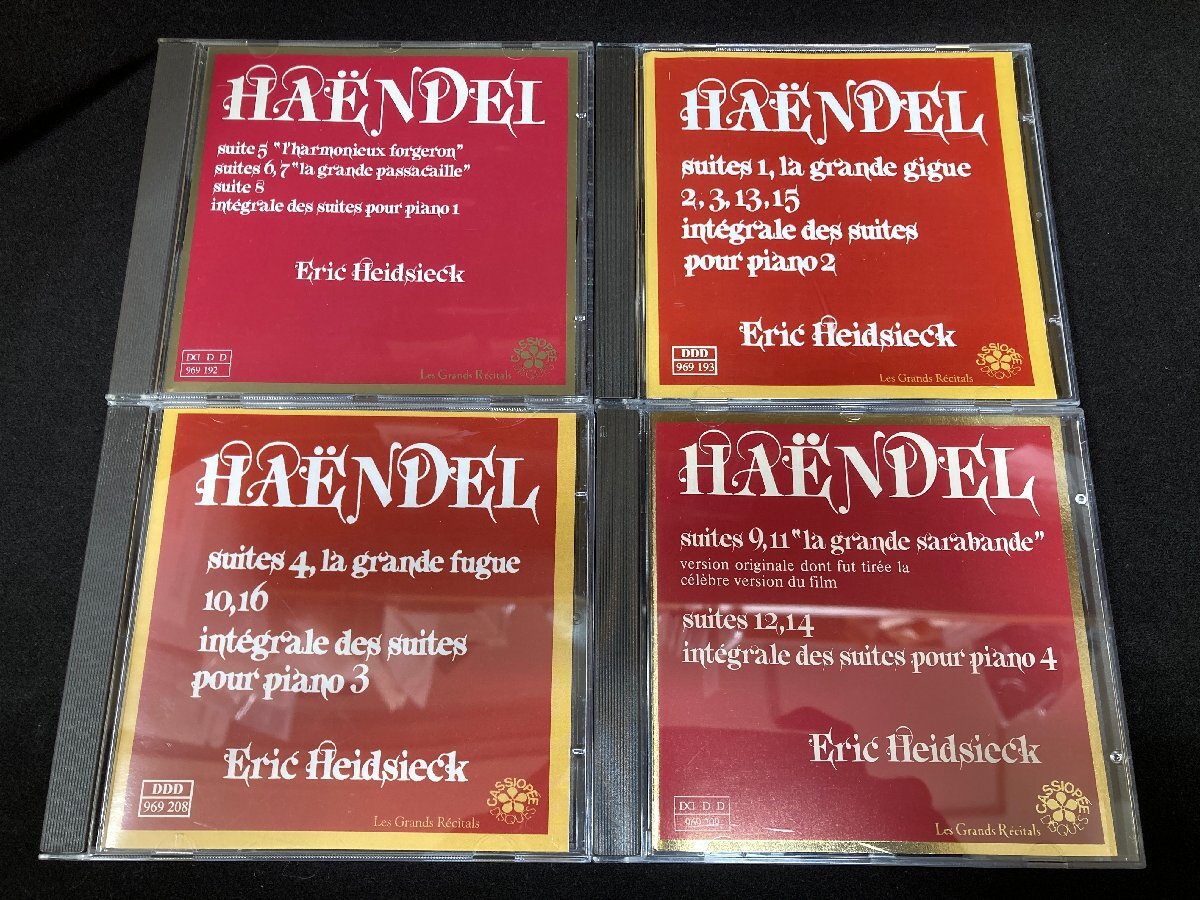 HAËNDEL
suite 5 "l'harmonieux forgeron"
suites 6, 7 "la grande passacaille"
suite 8
intégrale des suites pour piano 1
Eric Heidsieck
DDD
969 192
Les Grands Récitals
CASSIOPÉE
DISQUES
HAËNDEL
suites 1, la grande gigue
2, 3, 13, 15
intégrale des suites
pour piano 2
Eric Heidsieck
DDD
969 193
Les Grands Récitals
CASSIOPÉE
DISQUES
HAËNDEL
suites 4, la grande fugue
10, 16
intégrale des suites
pour piano 3
Eric Heidsieck
DDD
969 208
Les Grands Récitals
CASSIOPÉE
DISQUES
HAËNDEL
suites 9, 11 "la grande sarabande"
version originale dont fut tirée la
célèbre version du film
suites 12, 14
intégrale des suites pour piano 4
Eric Heidsieck
DDD
Les Grands Récitals
CASSIOPÉE
DISQUES